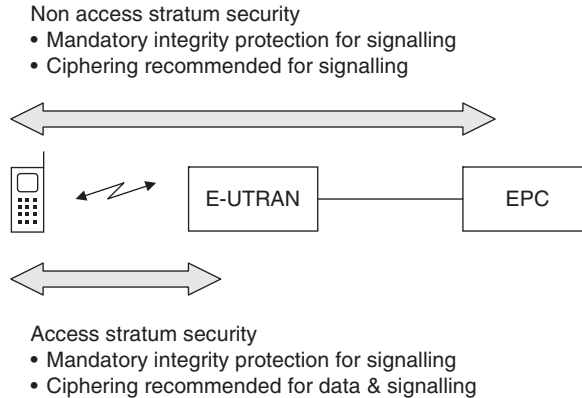 Non access stratum security
• Mandatory integrity protection for signalling
• Ciphering recommended for signalling
E-UTRAN
EPC
Access stratum security
• Mandatory integrity protection for signalling
• Ciphering recommended for data & signalling